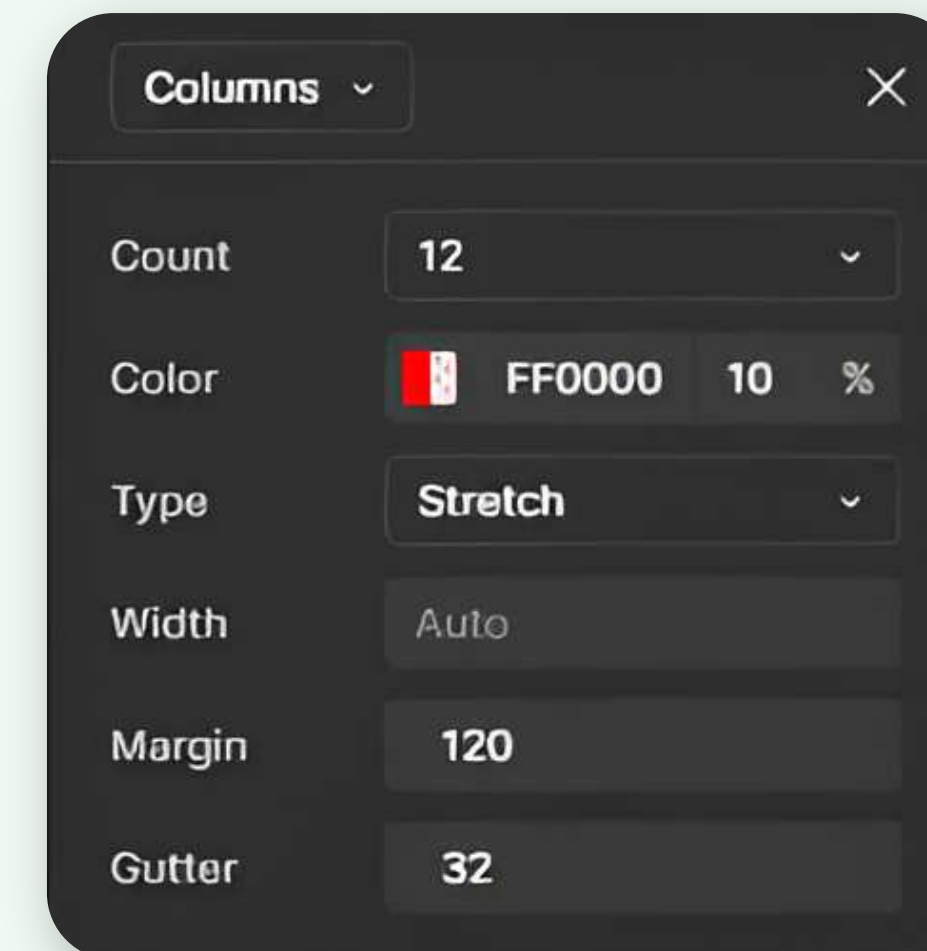 Columns
Count 12
Color FF0000 10 %
Type Stretch
Width Auto
Margin 120
Gutter 32